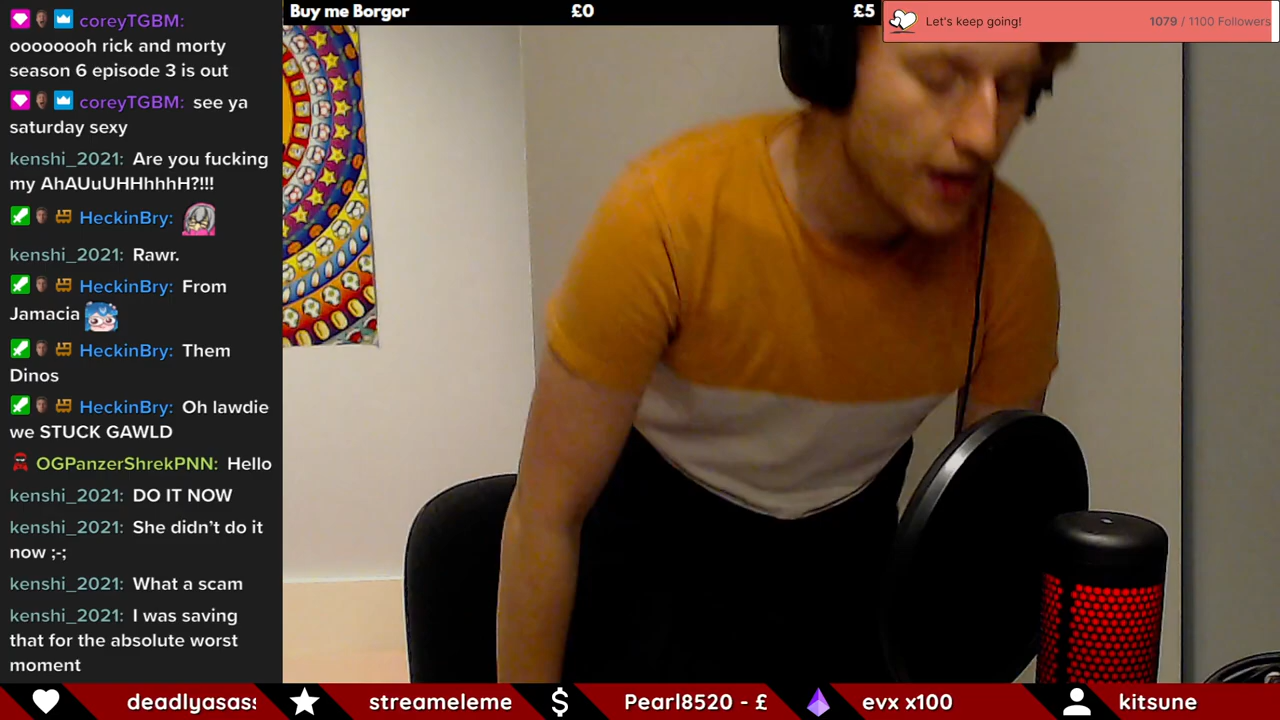 coreyTGBM:
oooooooh rick and morty
season 6 episode 3 is out
coreyTGBM: see ya
saturday sexy
kenshi_2021: Are you fucking
my AhAUuUHHhhhH?!!!
HeckinBry:
kenshi_2021: Rawr.
HeckinBry: From
Jamacia
HeckinBry: Them
Dinos
HeckinBry: Oh lawdie
we STUCK GAWLD
OGPanzerShrekPNN: Hello
kenshi_2021: DO IT NOW
kenshi_2021: She didn't do it
now ;-;
kenshi_2021: What a scam
kenshi_2021: I was saving
that for the absolute worst
moment
Buy me Borgor £0 £5
Let's keep going! 1079 / 1100 Followers
deadlyasass streameleme Pearl8520 - £ evx x100 kitsune